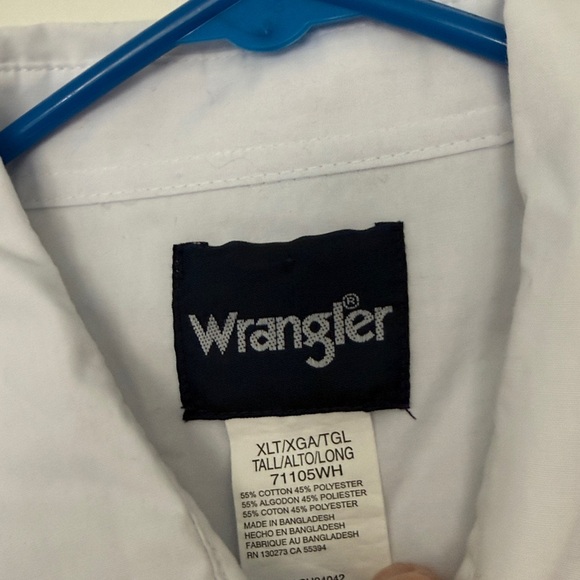 Wrangler®
XLT/XGA/TGL
TALL/ALTO/LONG
71105WH
55% COTTON 45% POLYESTER
55% ALGODON 45% POLIESTER
55% COTON 45% POLYESTER
MADE IN BANGLADESH
HECHO EN BANGLADESH
FABRIQUE AU BANGLADESH
RN 130273 CA 55394